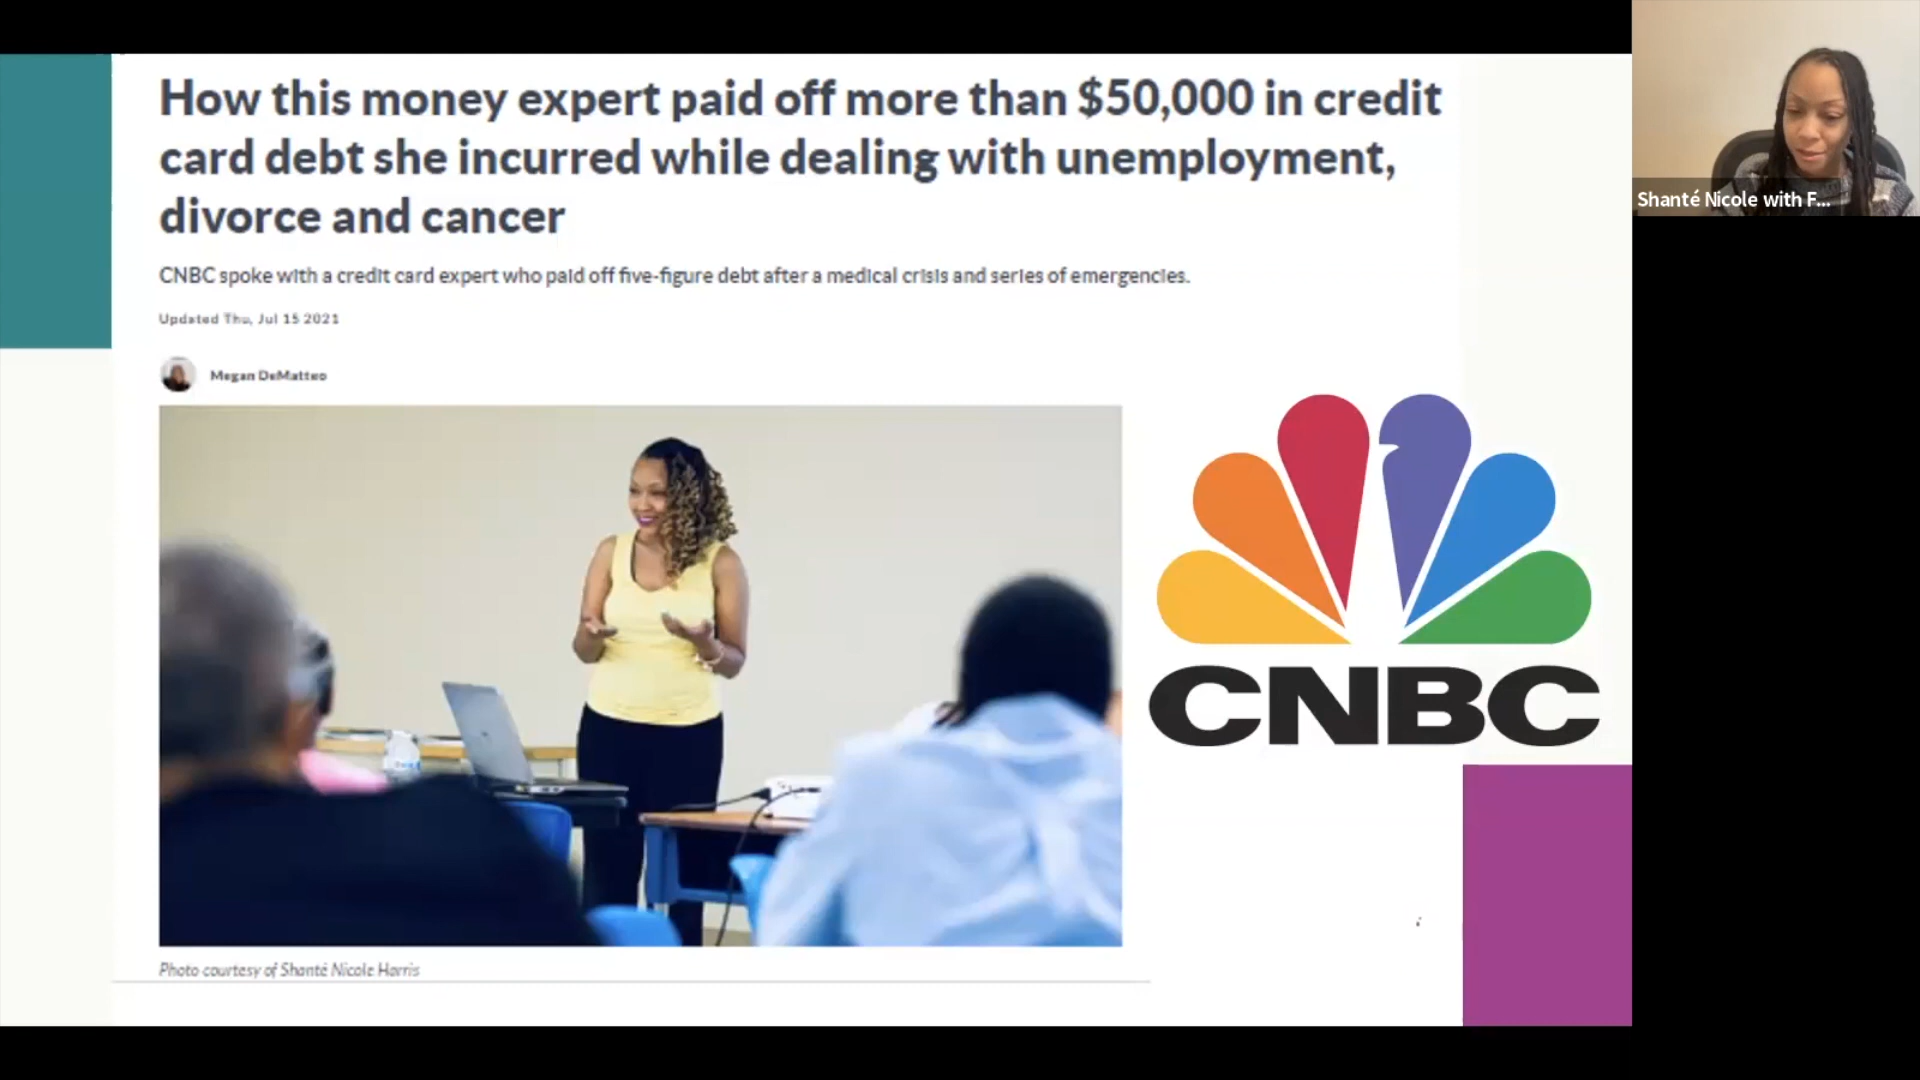 How this money expert paid off more than $50,000 in credit
card debt she incurred while dealing with unemployment,
divorce and cancer
CNBC spoke with a credit card expert who paid off five-figure debt after a medical crisis and series of emergencies.
Updated Thu, Jul 15 2021
Megan DeMatteo
CNBC
Photo courtesy of Shanté Nicole Harris
Shanté Nicole with F...